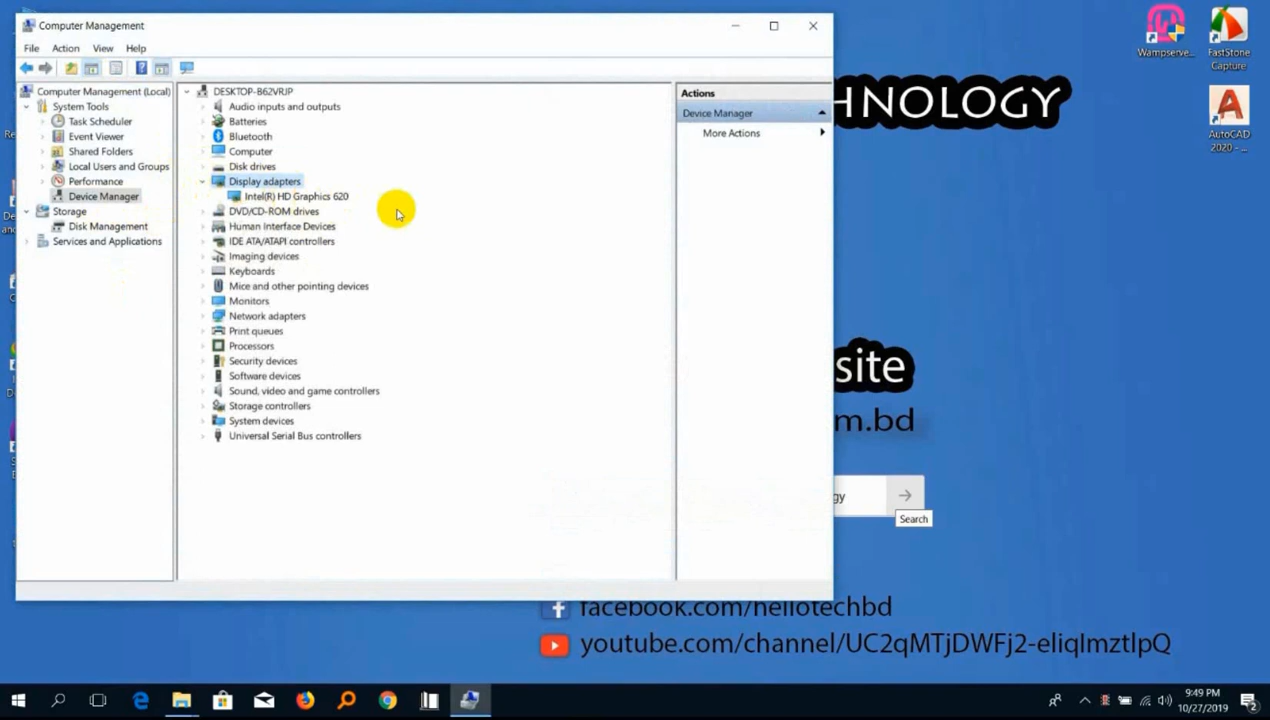 Computer Management
File Action View Help
Computer Management (Local)
System Tools
Task Scheduler
Event Viewer
Shared Folders
Local Users and Groups
Performance
Device Manager
Storage
Disk Management
Services and Applications
DESKTOP-B62VRJP
Audio inputs and outputs
Batteries
Bluetooth
Computer
Disk drives
Display adapters
Intel(R) HD Graphics 620
DVD/CD-ROM drives
Human Interface Devices
IDE ATA/ATAPI controllers
Imaging devices
Keyboards
Mice and other pointing devices
Monitors
Network adapters
Print queues
Processors
Security devices
Software devices
Sound, video and game controllers
Storage controllers
System devices
Universal Serial Bus controllers
Actions
Device Manager
More Actions
Wampserve...
FastStone
Capture
AutoCAD
2020 - ...
HNOLOGY
site
m.bd
gy
Search
facebook.com/hellotechbd
youtube.com/channel/UC2qMTjDWFj2-eliqImztlpQ
9:49 PM
10/27/2019
2